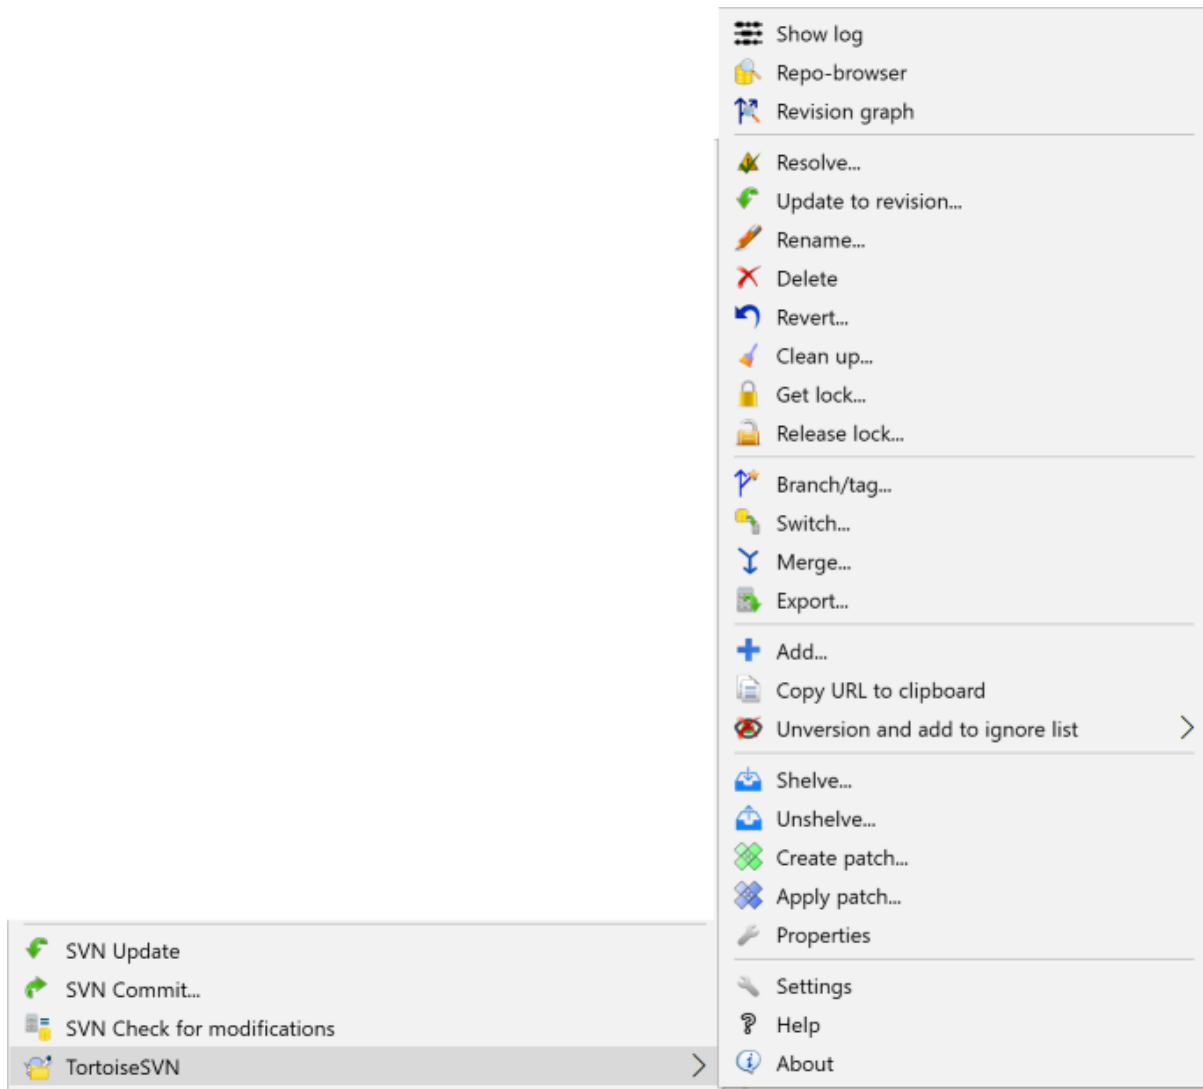 Show log
Repo-browser
Revision graph
Resolve...
Update to revision...
Rename...
Delete
Revert...
Clean up...
Get lock...
Release lock...
Branch/tag...
Switch...
Merge...
Export...
Add...
Copy URL to clipboard
Unversion and add to ignore list
Shelve...
Unshelve...
Create patch...
Apply patch...
Properties
Settings
Help
About
SVN Update
SVN Commit...
SVN Check for modifications
TortoiseSVN